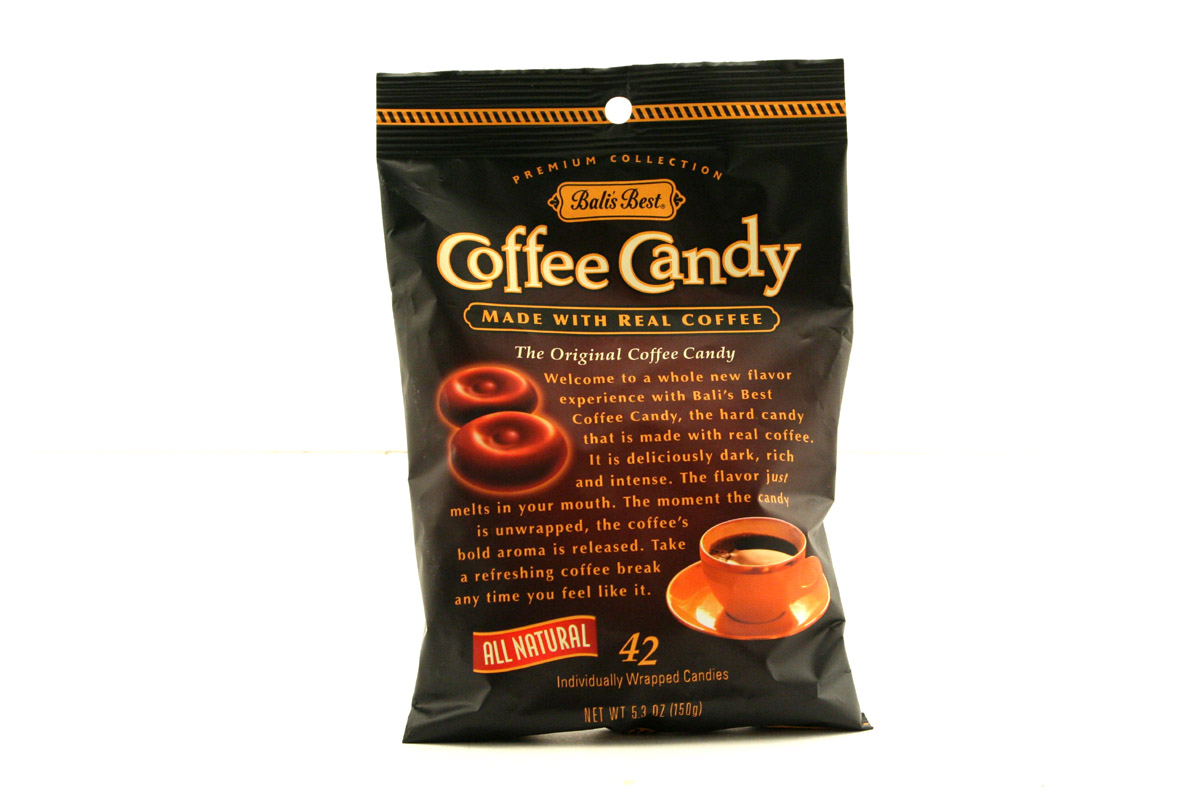 PREMIUM COLLECTION
Bali's Best®
Coffee Candy
MADE WITH REAL COFFEE
The Original Coffee Candy
Welcome to a whole new flavor
experience with Bali's Best
Coffee Candy, the hard candy
that is made with real coffee.
It is deliciously dark, rich
and intense. The flavor just
melts in your mouth. The moment the candy
is unwrapped, the coffee's
bold aroma is released. Take
a refreshing coffee break
any time you feel like it.
ALL NATURAL
42
Individually Wrapped Candies
NET WT 5.3 OZ (150g)